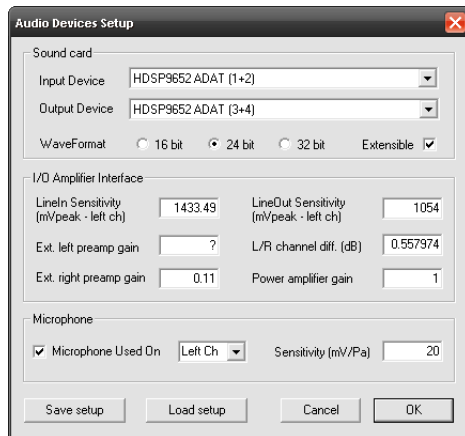 Audio Devices Setup
Sound card
Input Device HDSP9652 ADAT (1+2)
Output Device HDSP9652 ADAT (3+4)
WaveFormat 16 bit 24 bit 32 bit Extensible
I/O Amplifier Interface
LineIn Sensitivity
(mVpeak - left ch) 1433.49
LineOut Sensitivity
(mVpeak - left ch) 1054
Ext. left preamp gain ? L/R channel diff. (dB) 0.557974
Ext. right preamp gain 0.11 Power amplifier gain 1
Microphone
Microphone Used On Left Ch Sensitivity (mV/Pa) 20
Save setup Load setup Cancel OK